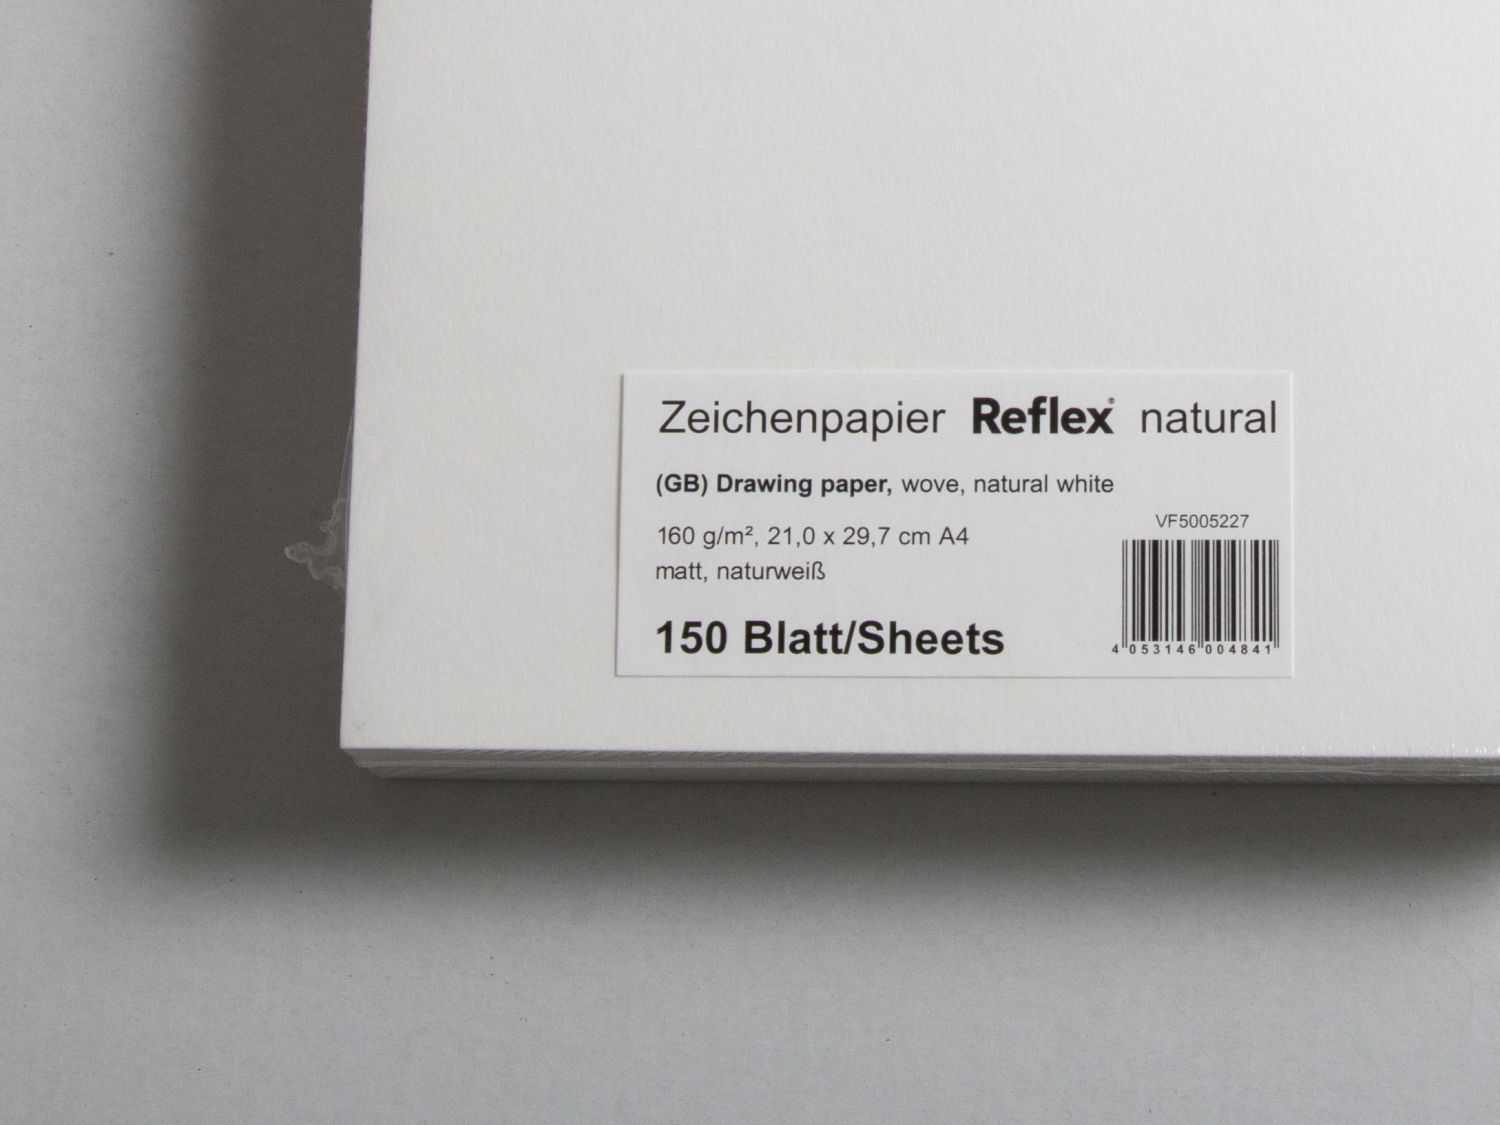 Zeichenpapier Reflex® natural
(GB) Drawing paper, wove, natural white
160 g/m², 21,0 x 29,7 cm A4
matt, naturweiß
150 Blatt/Sheets
VF5005227
4 053146 004841